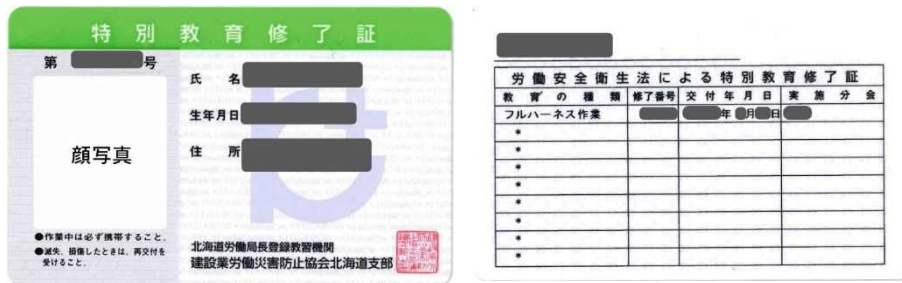 特別教育修了証
第 号
氏名
生年月日
住所
顔写真
●作業中は必ず携帯すること。
●滅失、損傷したときは、再交付を
受けること。
北海道労働局長登録教習機関
建設業労働災害防止協会北海道支部
労働安全衛生法による特別教育修了証
教育の種類 修了番号 交付年月日 実施分会
フルハーネス作業 年 月 日
*
*
*
*
*
*
*
*